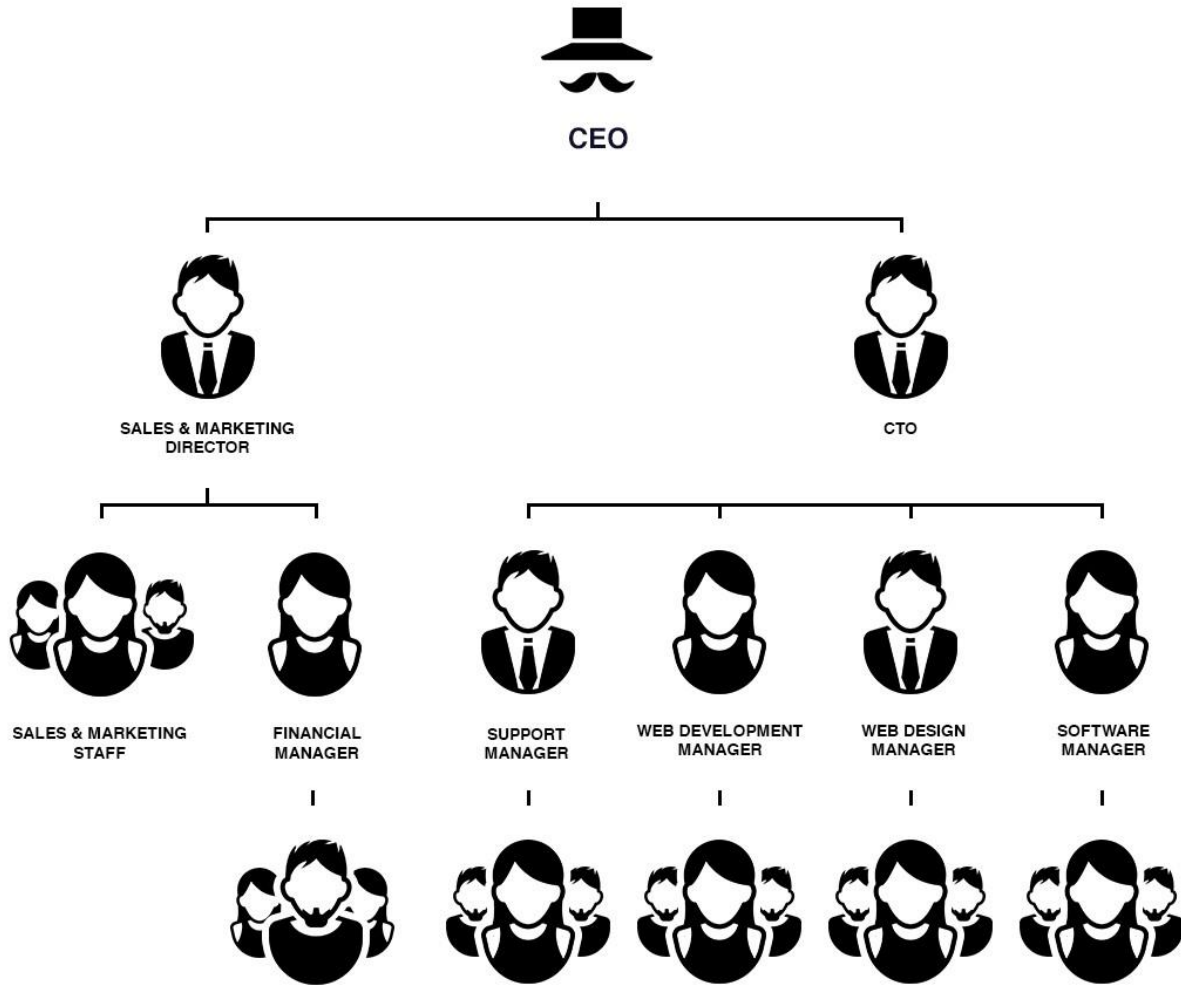 CEO
SALES & MARKETING
DIRECTOR
CTO
SALES & MARKETING
STAFF
FINANCIAL
MANAGER
SUPPORT
MANAGER
WEB DEVELOPMENT
MANAGER
WEB DESIGN
MANAGER
SOFTWARE
MANAGER